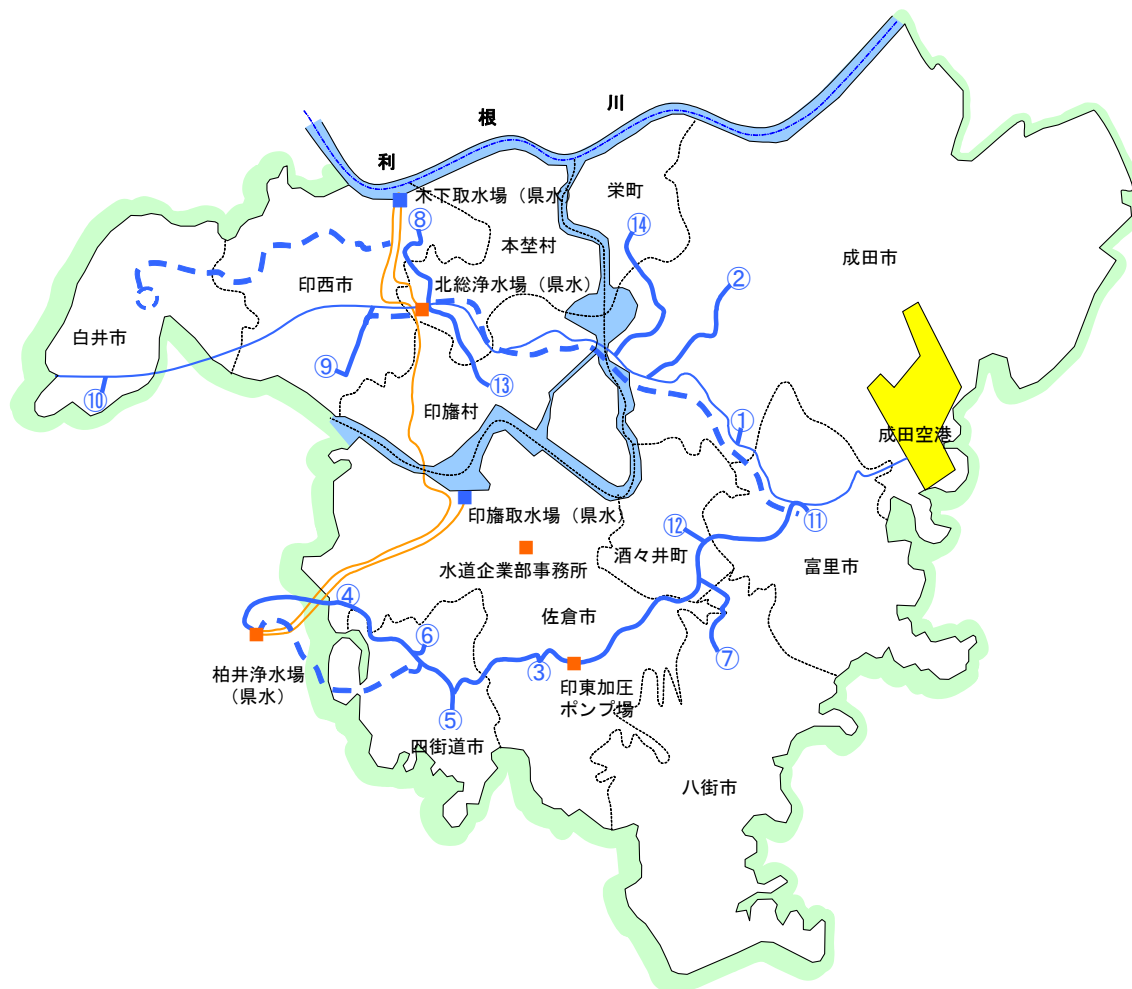 利 根 川
木下取水場（県水）
栄町
⑧
⑭
本埜村
成田市
②
印西市
北総浄水場（県水）
白井市
⑨
⑬
⑩
印旛村
①
成田空港
印旛取水場（県水）
⑫
⑪
水道企業部事務所
酒々井町
富里市
④
佐倉市
⑥
⑦
柏井浄水場
（県水）
③
印東加圧
ポンプ場
⑤
四街道市
八街市